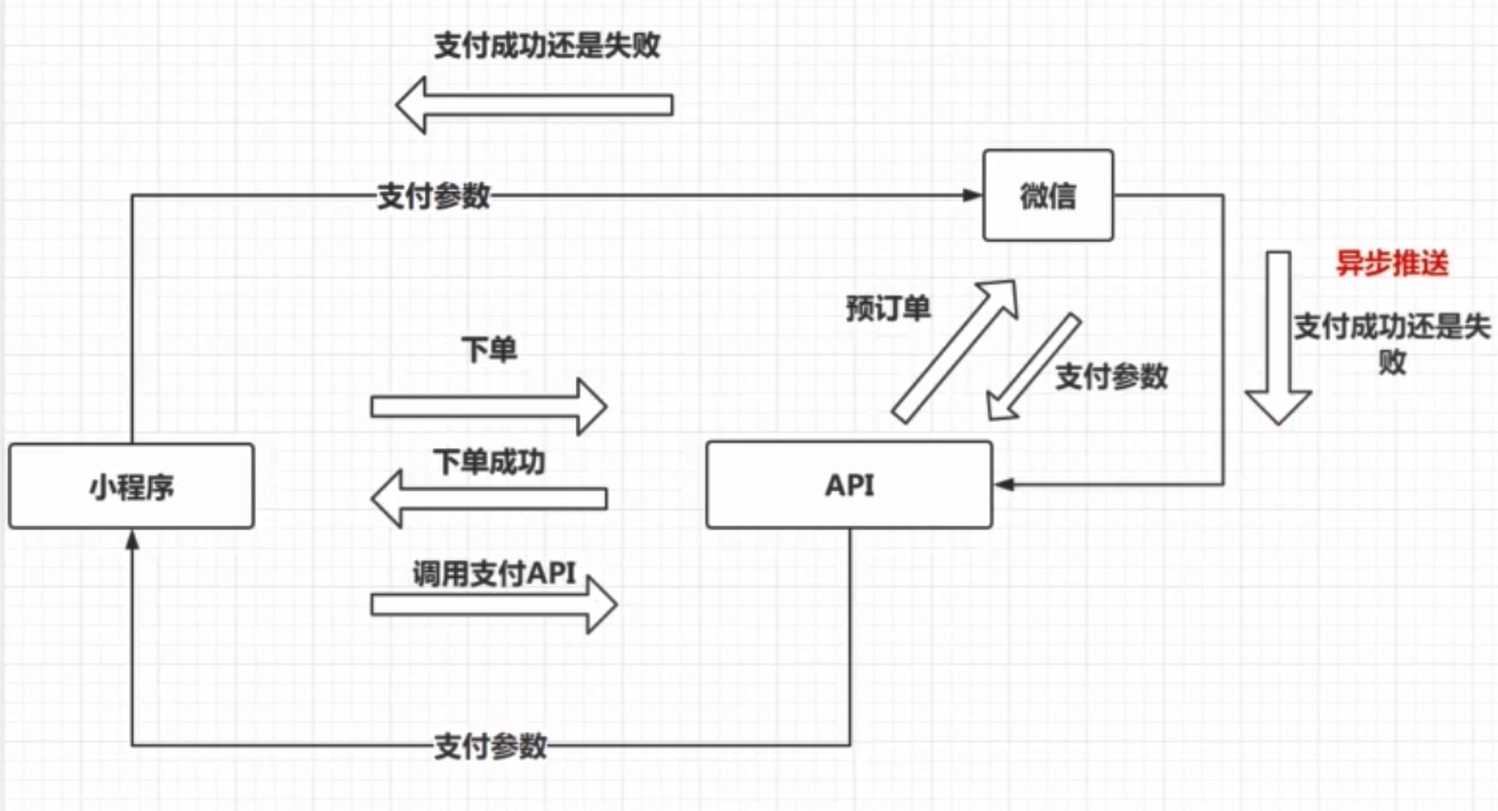 支付成功还是失败
支付参数
微信
异步推送
预订单
支付成功还是失
败
下单
支付参数
下单成功
小程序
API
调用支付API
支付参数